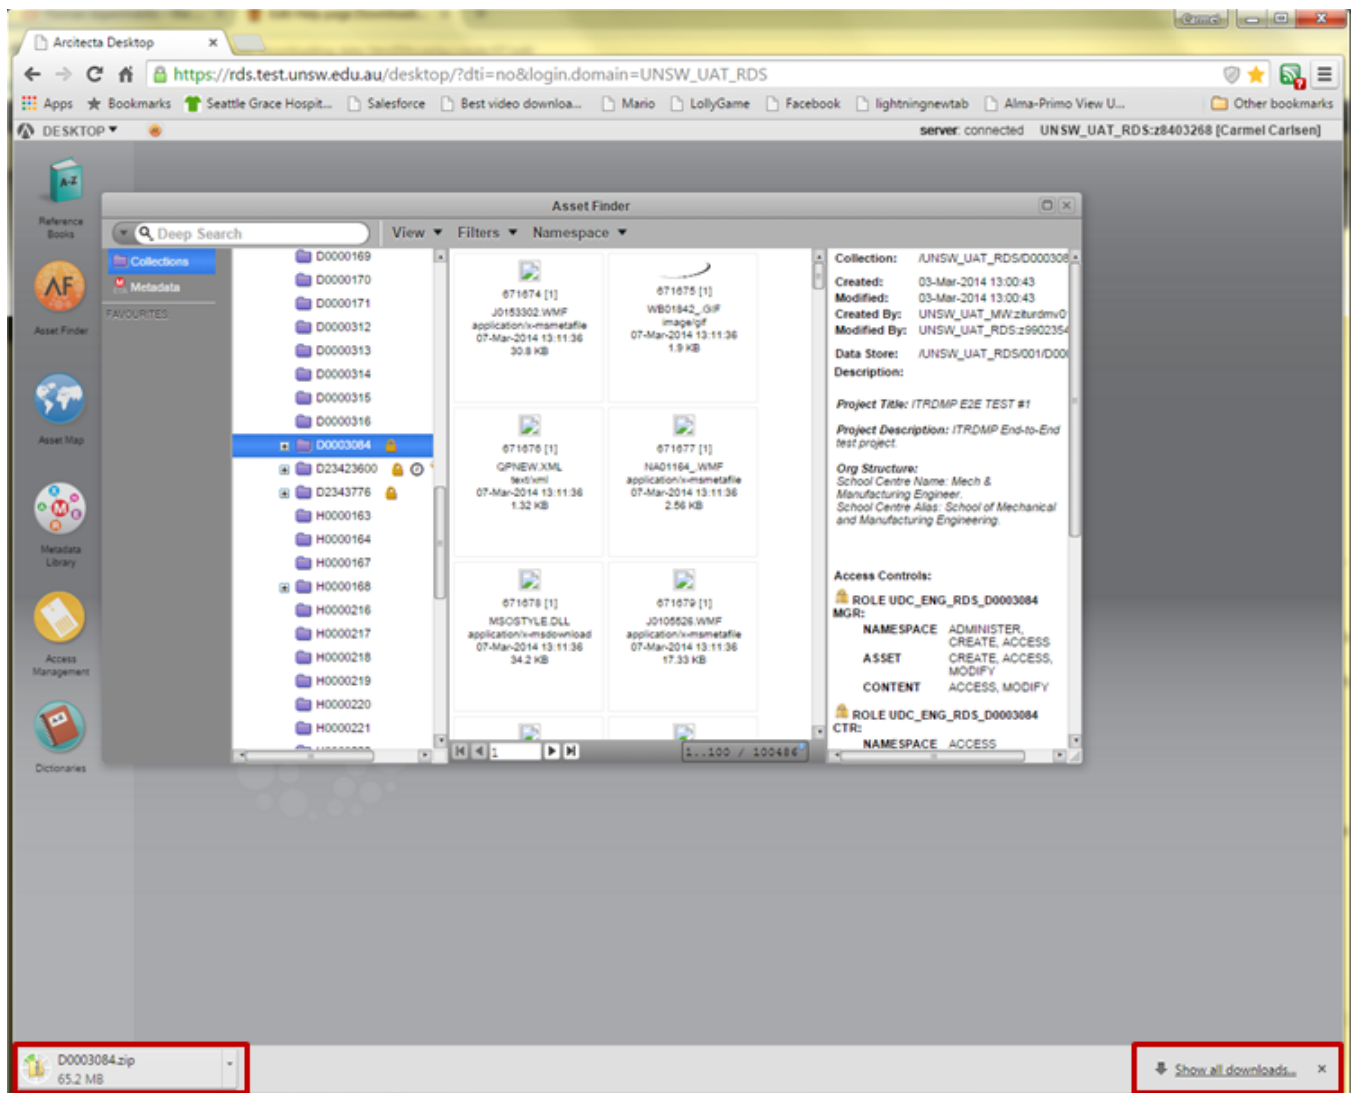 Carmel
Arcitecta Desktop
https://rds.test.unsw.edu.au/desktop/?dti=no&login.domain=UNSW_UAT_RDS
Apps Bookmarks Seattle Grace Hospit... Salesforce Best video downloa... Mario LollyGame Facebook lightningnewtab Alma-Primo View U... Other bookmarks
DESKTOP server: connected UNSW_UAT_RDS:z8403268 [Carmel Carlsen]
A-Z
Reference
Books
AF
Asset Finder
Asset Map
Metadata
Library
Access
Management
Dictionaries
Asset Finder
Deep Search View Filters Namespace
Collections
Metadata
FAVOURITES
D0000169
D0000170
D0000171
D0000312
D0000313
D0000314
D0000315
D0000316
D0003084
D23423600
D2343776
H0000163
H0000164
H0000167
H0000168
H0000216
H0000217
H0000218
H0000219
H0000220
H0000221
671674 [1]
J0153302.WMF
application/x-msmetafile
07-Mar-2014 13:11:36
30.8 KB
671675 [1]
WB01842_.GIF
image/gif
07-Mar-2014 13:11:36
1.9 KB
671676 [1]
QPNEW.XML
text/xml
07-Mar-2014 13:11:36
1.32 KB
671677 [1]
NA01164_.WMF
application/x-msmetafile
07-Mar-2014 13:11:36
2.56 KB
671678 [1]
MSOSTYLE.DLL
application/x-msdownload
07-Mar-2014 13:11:36
34.2 KB
671679 [1]
J0105526.WMF
application/x-msmetafile
07-Mar-2014 13:11:36
17.33 KB
1
1..100 / 100486
Collection: /UNSW_UAT_RDS/D000308
Created: 03-Mar-2014 13:00:43
Modified: 03-Mar-2014 13:00:43
Created By: UNSW_UAT_MW:ziturdmv0
Modified By: UNSW_UAT_RDS:z9902354
Data Store: /UNSW_UAT_RDS/001/D00
Description:
Project Title: ITRDMP E2E TEST #1
Project Description: ITRDMP End-to-End
test project.
Org Structure:
School Centre Name: Mech &
Manufacturing Engineer.
School Centre Alias: School of Mechanical
and Manufacturing Engineering.
Access Controls:
ROLE UDC_ENG_RDS_D0003084
MGR:
NAMESPACE ADMINISTER,
CREATE, ACCESS
ASSET CREATE, ACCESS,
MODIFY
CONTENT ACCESS, MODIFY
ROLE UDC_ENG_RDS_D0003084
CTR:
NAMESPACE ACCESS
D0003084.zip
65.2 MB
Show all downloads...